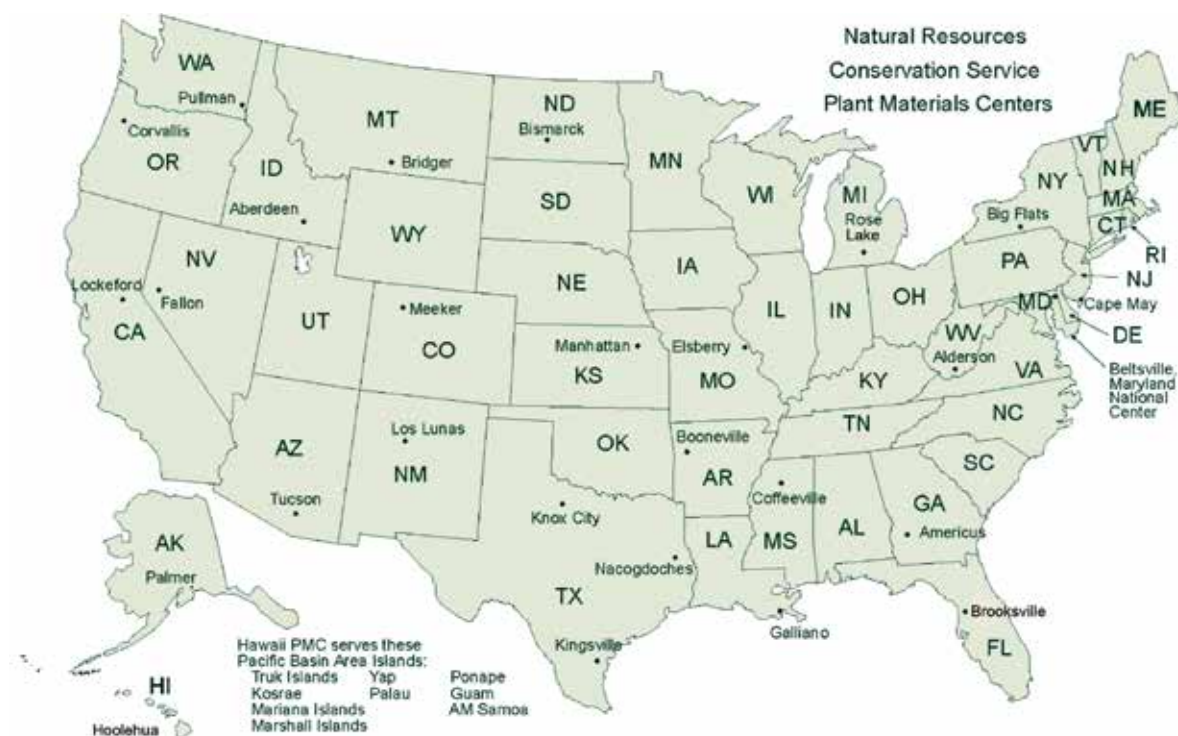 Natural Resources
Conservation Service
Plant Materials Centers
WA
Pullman
Corvallis
OR
ID
Aberdeen
MT
Bridger
ND
Bismarck
MN
SD
WY
WI
MI
Rose
Lake
ME
VT
NH
NY
MA
Big Flats
CT
RI
NV
Lockeford
Fallon
CA
UT
Meeker
CO
NE
IA
Manhattan
KS
Elsberry
MO
IL
IN
OH
PA
NJ
MD
Cape May
DE
WV
Alderson
VA
Beltsville,
Maryland
National
Center
KY
NC
TN
SC
AZ
Tucson
Los Lunas
NM
OK
Booneville
AR
Knox City
Coffeeville
GA
Americus
LA
MS
AL
Nacogdoches
TX
Kingsville
Galliano
Brooksville
FL
AK
Palmer
HI
Hoolehua
Hawaii PMC serves these
Pacific Basin Area Islands:
Truk Islands Yap Ponape
Kosrae Palau Guam
Mariana Islands AM Samoa
Marshall Islands